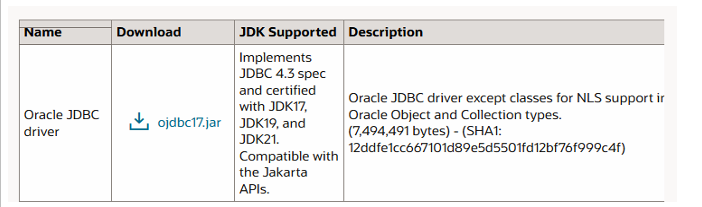 Name Download JDK Supported Description
Oracle JDBC driver
ojdbc17.jar
Implements
JDBC 4.3 spec
and certified
with JDK17,
JDK19, and
JDK21.
Compatible with
the Jakarta
APIs.
Oracle JDBC driver except classes for NLS support in
Oracle Object and Collection types.
(7,494,491 bytes) - (SHA1:
12ddfe1cc667101d89e5d5501fd12bf76f999c4f)